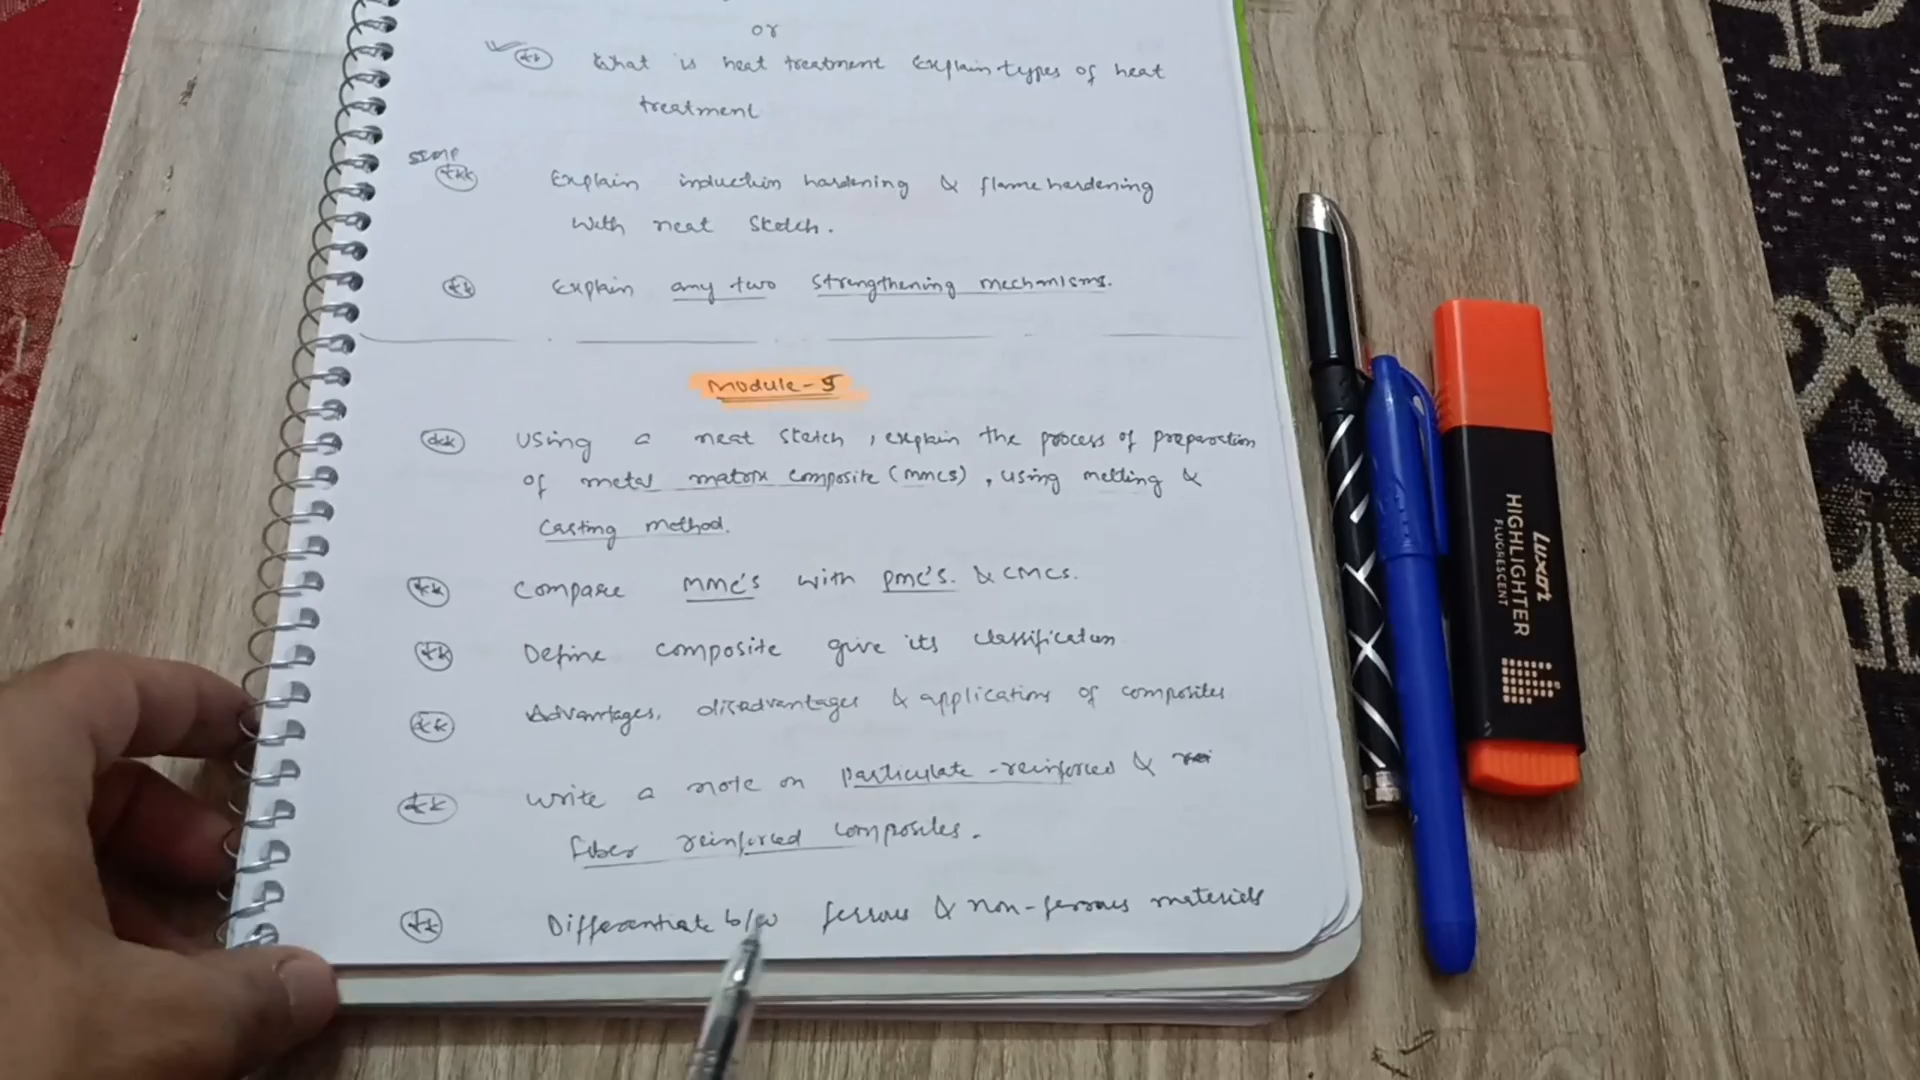 or
What is heat treatment Explain types of heat
treatment
Explain induction hardening & flame hardening
With neat Sketch.
Explain any two strengthening mechanisms.
Module-5
Using a neat sketch, explain the process of preparation
of metal matrix composite (MMCs), using melting &
Casting method.
Compare MMC's with PMC's. & CMCs.
Define composite give its classification
Advantages, disadvantages & applications of composites
Write a note on Particulate-reinforced &
fiber reinforced composites.
Differentiate b/w ferrous & non-ferrous materials
Luxor
HIGHLIGHTER
FLUORESCENT